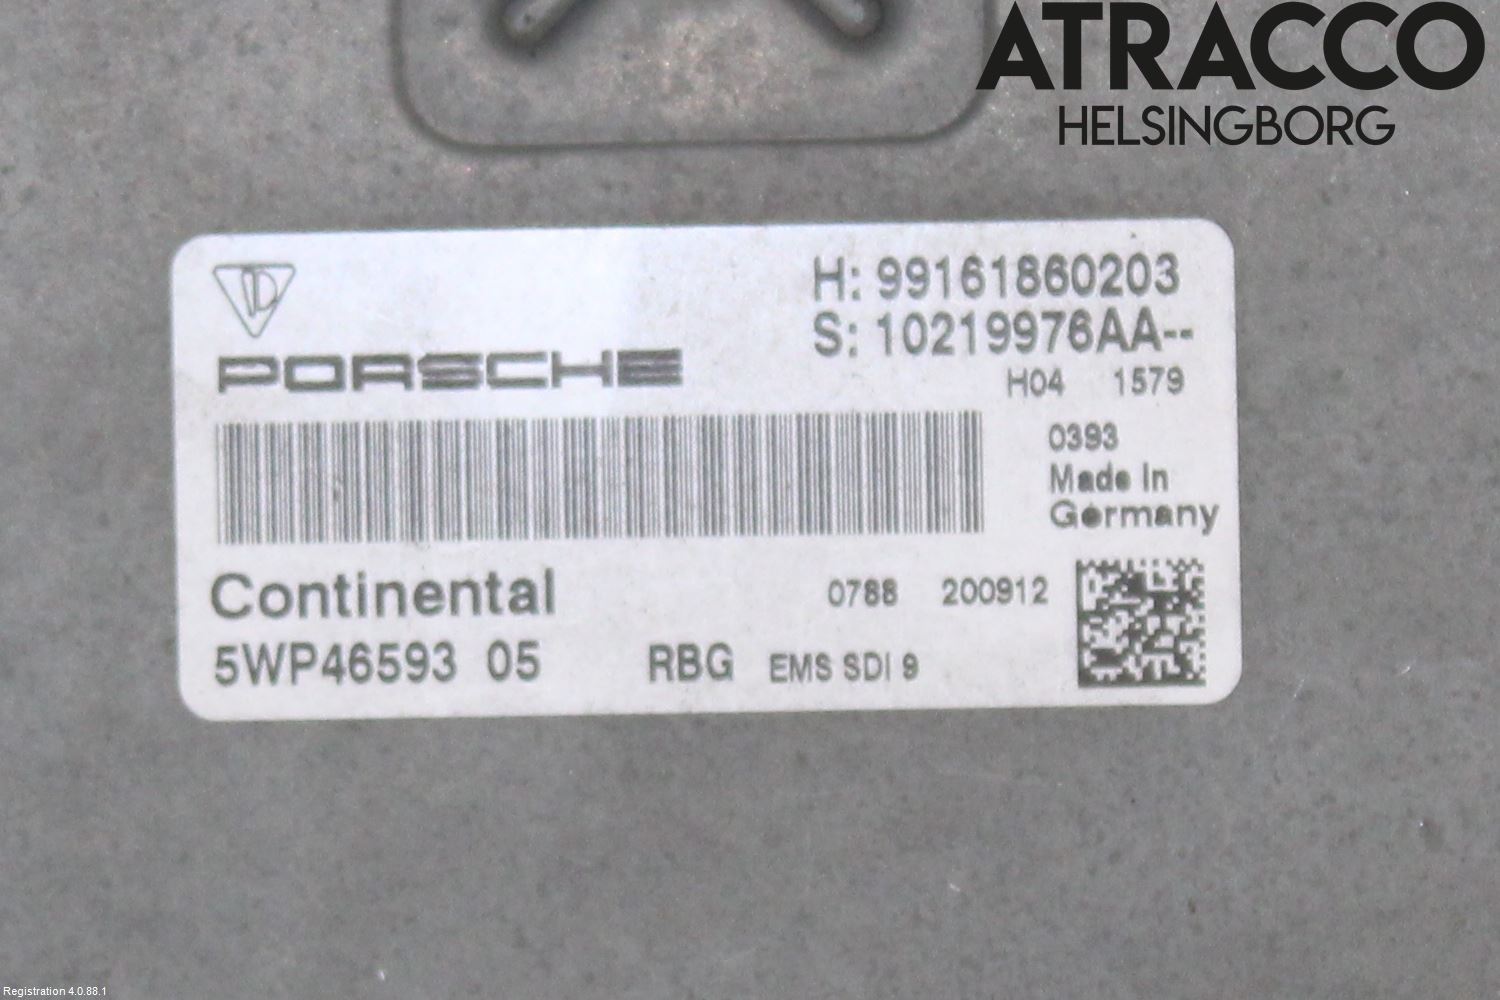 ATRACCO
HELSINGBORG
H: 99161860203
S: 10219976AA--
PORSCHE
H04 1579
0393
Made In
Germany
Continental
0788 200912
5WP46593 05 RBG EMS SDI 9
Registration 4.0.88.1